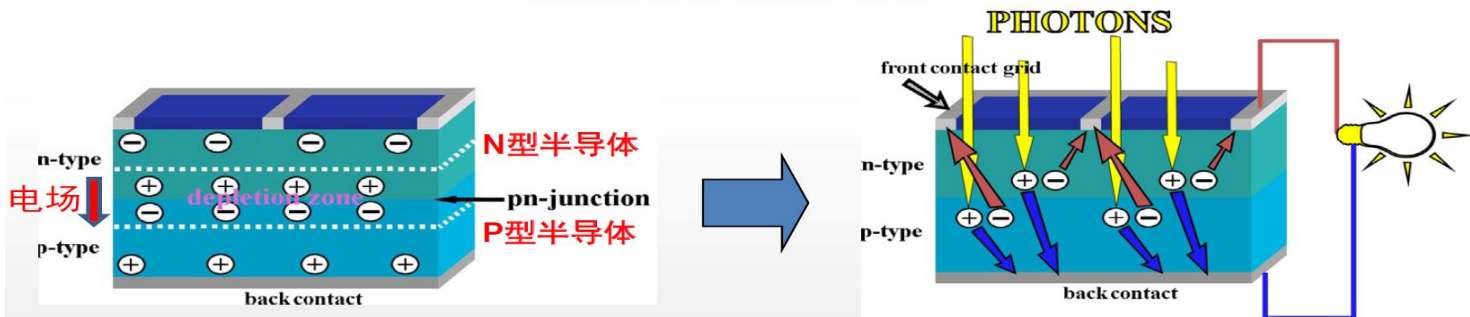 n-type
电场
p-type
depletion zone
N型半导体
pn-junction
P型半导体
back contact
PHOTONS
front contact grid
n-type
p-type
back contact